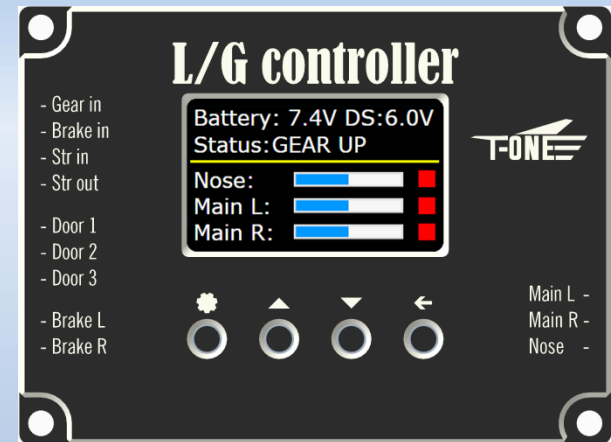 L/G controller
- Gear in
- Brake in
- Str in
- Str out
- Door 1
- Door 2
- Door 3
- Brake L
- Brake R
Battery: 7.4V DS:6.0V
Status:GEAR UP
Nose:
Main L:
Main R:
T-ONE
Main L -
Main R -
Nose -